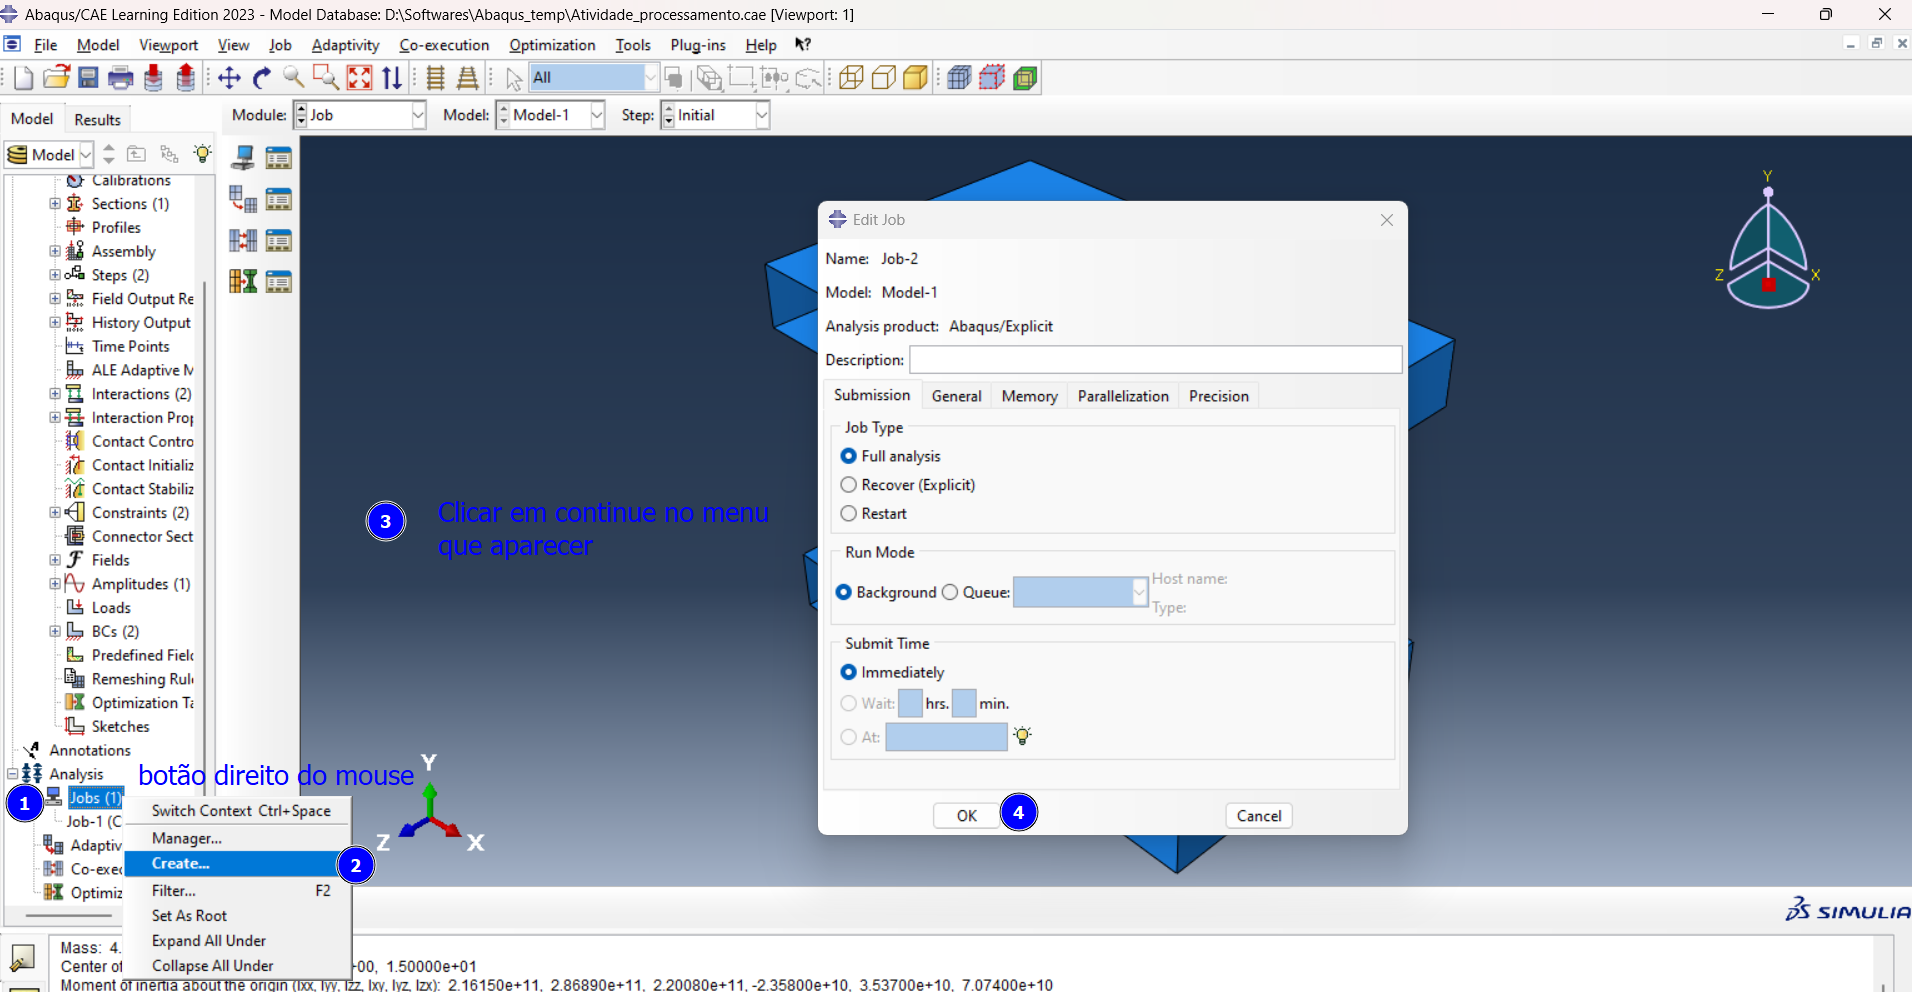 Abaqus/CAE Learning Edition 2023 - Model Database: D:\Softwares\Abaqus_temp\Atividade_processamento.cae [Viewport: 1]
File Model Viewport View Job Adaptivity Co-execution Optimization Tools Plug-ins Help
All
Model Results
Module: Job Model: Model-1 Step: Initial
Model
Calibrations
Sections (1)
Profiles
Assembly
Steps (2)
Field Output Re
History Output
Time Points
ALE Adaptive M
Interactions (2)
Interaction Prop
Contact Contro
Contact Initializ
Contact Stabiliz
Constraints (2)
Connector Sect
Fields
Amplitudes (1)
Loads
BCs (2)
Predefined Field
Remeshing Rule
Optimization Ta
Sketches
Annotations
Analysis
Jobs (1)
Job-1 (C
Adaptiv
Co-exec
Optimiz
1
botão direito do mouse
Switch Context Ctrl+Space
Manager...
Create...
2
Filter... F2
Set As Root
Expand All Under
Collapse All Under
3
Clicar em continue no menu
que aparecer
Y
Z X
Y
Z X
Edit Job
Name: Job-2
Model: Model-1
Analysis product: Abaqus/Explicit
Description:
Submission General Memory Parallelization Precision
Job Type
Full analysis
Recover (Explicit)
Restart
Run Mode
Background Queue: Host name:
Type:
Submit Time
Immediately
Wait: hrs. min.
At:
OK 4 Cancel
SIMULIA
Mass: 4.
Center of +00, 1.50000e+01
Moment of inertia about the origin (Ixx, Iyy, Izz, Ixy, Iyz, Izx): 2.16150e+11, 2.86890e+11, 2.20080e+11, -2.35800e+10, 3.53700e+10, 7.07400e+10